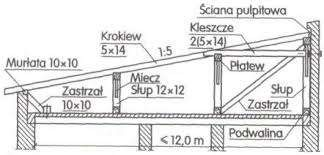 Ściana pulpitowa
Kleszcze
2(5×14)
Krokiew
5×14
1:5
Murłata 10×10
Miecz
Płatew
Zastrzał
10×10
Słup 12×12
Słup
Zastrzał
Podwalina
≤ 12,0 m